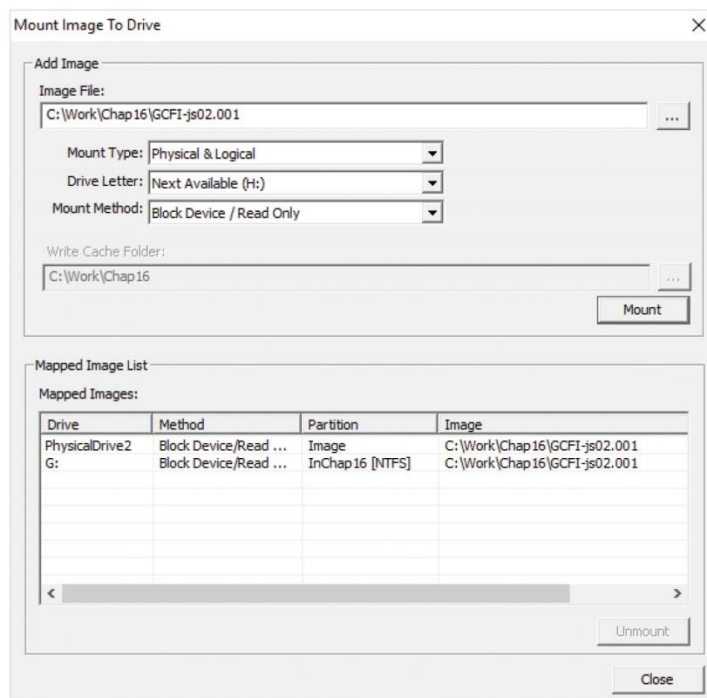 Mount Image To Drive
Add Image
Image File:
C:\Work\Chap16\GCFI-js02.001
...
Mount Type: Physical & Logical
Drive Letter: Next Available (H:)
Mount Method: Block Device / Read Only
Write Cache Folder:
C:\Work\Chap16
...
Mount
Mapped Image List
Mapped Images:
Drive Method Partition Image
PhysicalDrive2 Block Device/Read ... Image C:\Work\Chap16\GCFI-js02.001
G: Block Device/Read ... InChap16 [NTFS] C:\Work\Chap16\GCFI-js02.001
Unmount
Close